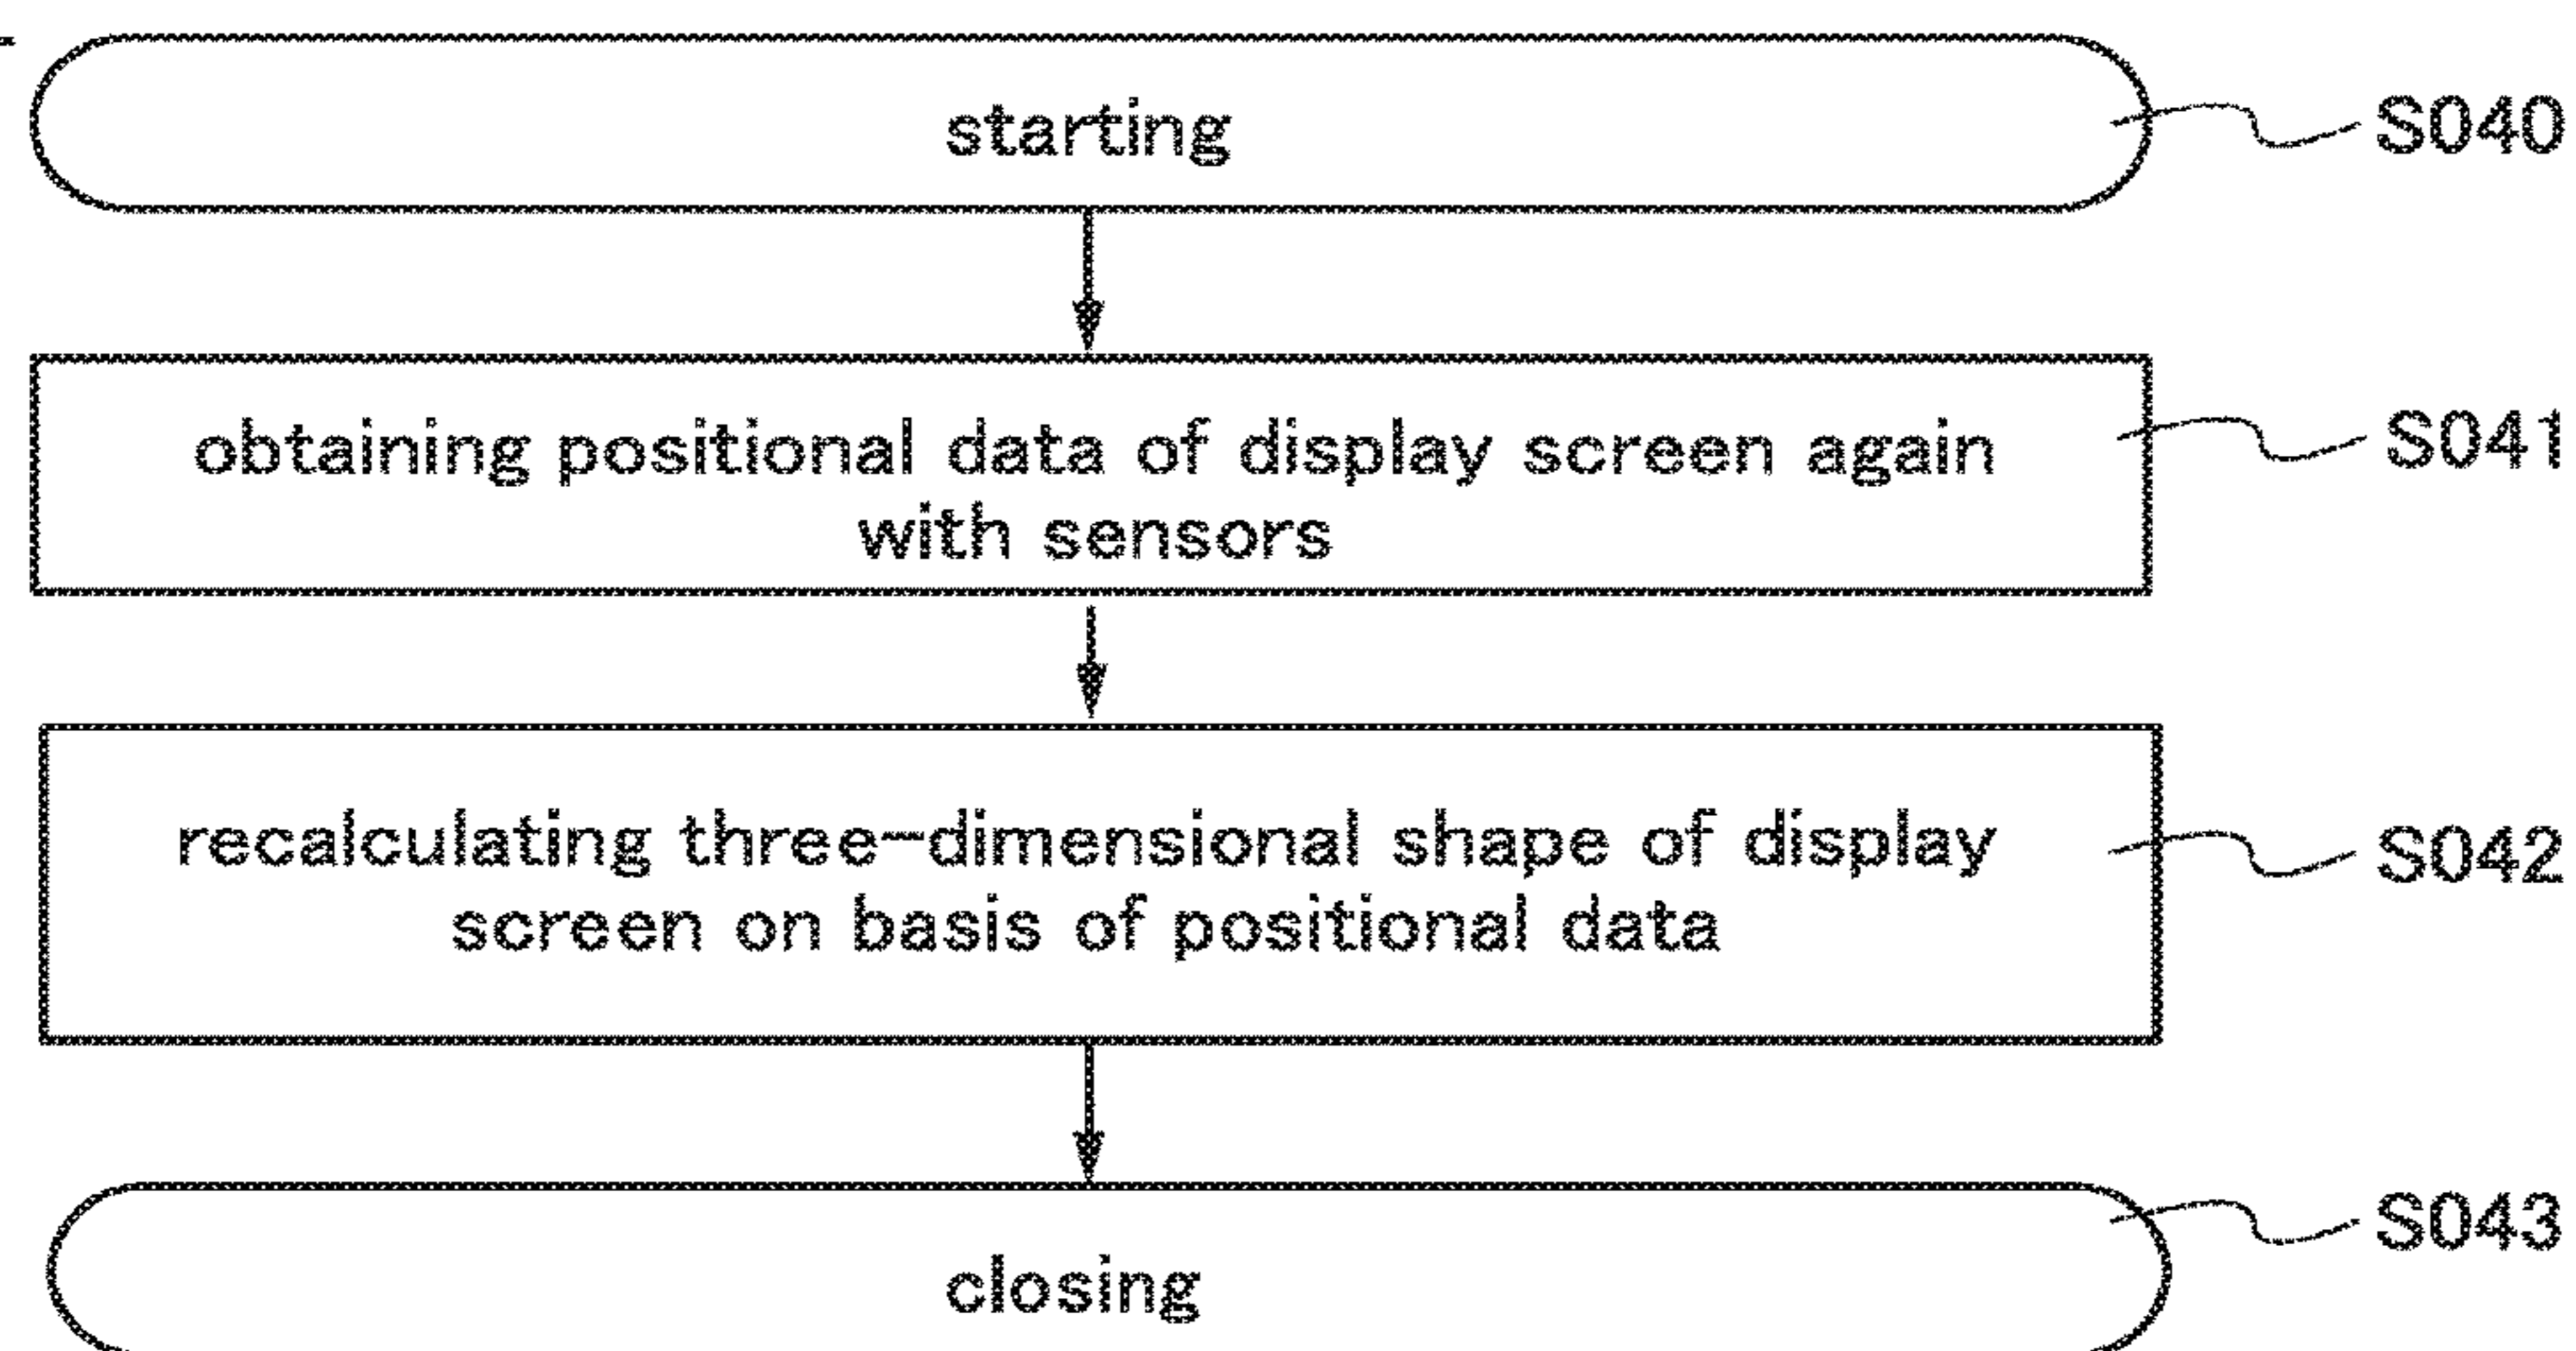 starting
S040
obtaining positional data of display screen again
with sensors
S041
recalculating three-dimensional shape of display
screen on basis of positional data
S042
closing
S043